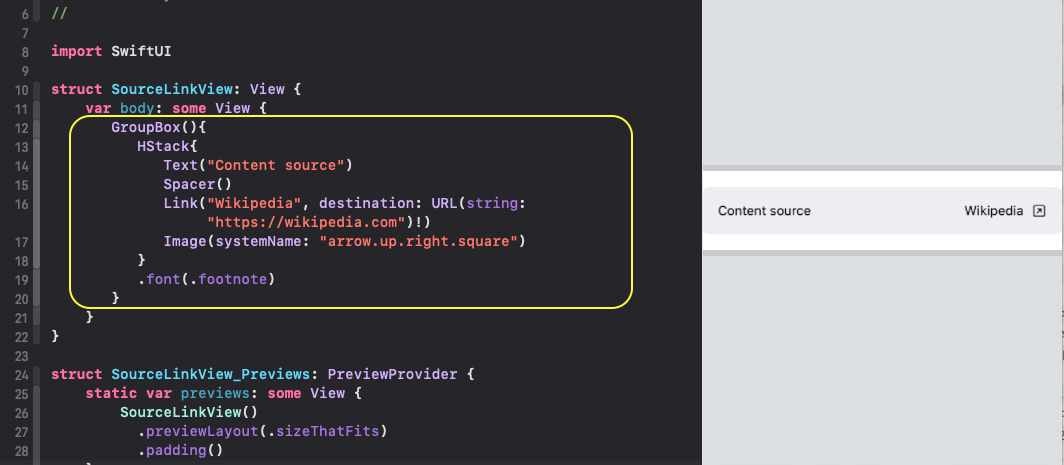 6 //
7
8 import SwiftUI
9
10 struct SourceLinkView: View {
11 var body: some View {
12 GroupBox(){
13 HStack{
14 Text("Content source")
15 Spacer()
16 Link("Wikipedia", destination: URL(string:
"https://wikipedia.com")!)
17 Image(systemName: "arrow.up.right.square")
18 }
19 .font(.footnote)
20 }
21 }
22 }
23
24 struct SourceLinkView_Previews: PreviewProvider {
25 static var previews: some View {
26 SourceLinkView()
27 .previewLayout(.sizeThatFits)
28 .padding()
Content source Wikipedia